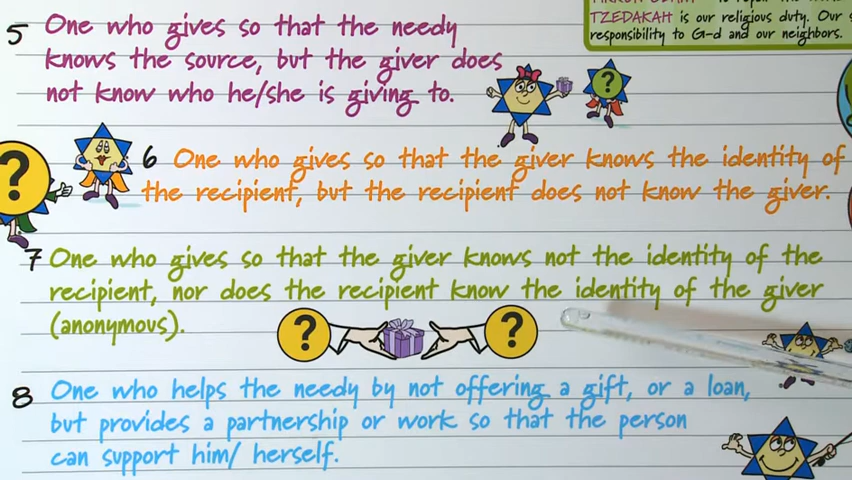 is repair the
TZEDAKAH is our religious duty. Our
responsibility to G-d and our neighbors.
5 One who gives so that the needy
knows the source, but the giver does
not know who he/she is giving to.
?
?
6 One who gives so that the giver knows the identity of
the recipient, but the recipient does not know the giver.
7 One who gives so that the giver knows not the identity of the
recipient, nor does the recipient know the identity of the giver
(anonymous).
? ?
8 One who helps the needy by not offering a gift, or a loan,
but provides a partnership or work so that the person
can support him/ herself.